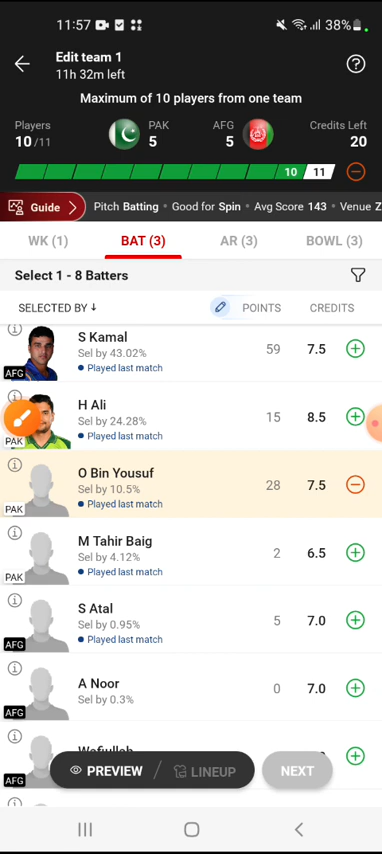 11:57
38%
Edit team 1
11h 32m left
Maximum of 10 players from one team
Players
10/11
PAK
5
AFG
5
Credits Left
20
10
11
Guide
Pitch Batting • Good for Spin • Avg Score 143 • Venue Z
WK (1)
BAT (3)
AR (3)
BOWL (3)
Select 1 - 8 Batters
SELECTED BY ↓
POINTS
CREDITS
S Kamal
Sel by 43.02%
• Played last match
59
7.5
AFG
H Ali
Sel by 24.28%
• Played last match
15
8.5
PAK
O Bin Yousuf
Sel by 10.5%
• Played last match
28
7.5
PAK
M Tahir Baig
Sel by 4.12%
• Played last match
2
6.5
PAK
S Atal
Sel by 0.95%
• Played last match
5
7.0
AFG
A Noor
Sel by 0.3%
0
7.0
AFG
Wafiullah
AFG
PREVIEW / LINEUP
NEXT